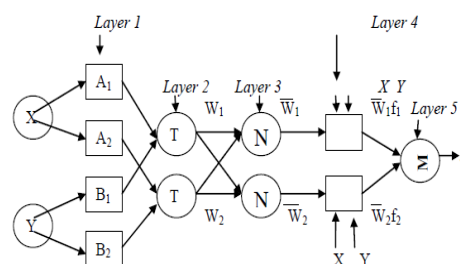 Layer 1
Layer 4
A₁
Layer 2
Layer 3
X Y
Layer 5
W₁
W̅₁
W̅₁f₁
X
T
N
A₂
M
B₁
T
N
Y
W₂
W̅₂
W̅₂f₂
B₂
X Y